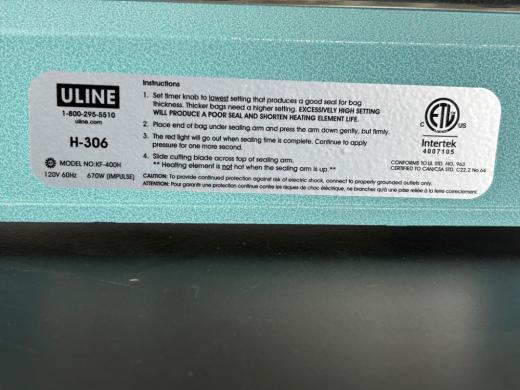 ULINE
1-800-295-5510
uline.com
H-306
MODEL NO:KF-400H
120V 60Hz 670W (IMPULSE)
Instructions
1. Set timer knob to lowest setting that produces a good seal for bag
thickness. Thicker bags need a higher setting. EXCESSIVELY HIGH SETTING
WILL PRODUCE A POOR SEAL AND SHORTEN HEATING ELEMENT LIFE.
2. Place end of bag under sealing arm and press the arm down gently, but firmly.
3. The red light will go out when sealing time is complete. Continue to apply
pressure for one more second.
4. Slide cutting blade across top of sealing arm.
** Heating element is not hot when the sealing arm is up **
CAUTION: To provide continued protection against risk of electric shock, connect to properly grounded outlets only.
ATTENTION: Pour garantir une protection continue contre les risques de choc électrique, ne branchez qu'à une prise reliée à la terre correctement.
ETL
C US
Intertek
4007105
CONFORMS TO UL STD. NO. 963
CERTIFIED TO CAN/CSA STD. C22.2 No.64